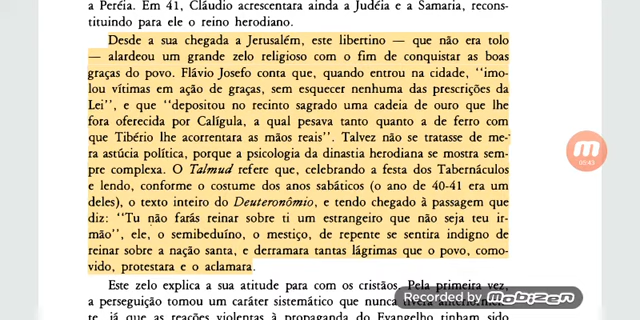 a Peréia. Em 41, Cláudio acrescentara ainda a Judéia e a Samaria, recons-
tituindo para ele o reino herodiano.
Desde a sua chegada a Jerusalém, este libertino — que não era tolo
— alardeou um grande zelo religioso com o fim de conquistar as boas
graças do povo. Flávio Josefo conta que, quando entrou na cidade, "imo-
lou vítimas em ação de graças, sem esquecer nenhuma das prescrições da
Lei", e que "depositou no recinto sagrado uma cadeia de ouro que lhe
fora oferecida por Calígula, a qual pesava tanto quanto a de ferro com
que Tibério lhe acorrentara as mãos reais". Talvez não se tratasse de me-
ra astúcia política, porque a psicologia da dinastia herodiana se mostra sem-
pre complexa. O Talmud refere que, celebrando a festa dos Tabernáculos
e lendo, conforme o costume dos anos sabáticos (o ano de 40-41 era um
deles), o texto inteiro do Deuteronômio, e tendo chegado à passagem que
diz: "Tu não farás reinar sobre ti um estrangeiro que não seja teu ir-
mão", ele, o semibeduíno, o mestiço, de repente se sentira indigno de
reinar sobre a nação santa, e derramara tantas lágrimas que o povo, como-
vido, protestara e o aclamara.
Este zelo explica a sua atitude para com os cristãos. Pela primeira vez,
a perseguição tomou um caráter sistemático que nunca
te, já que as reações violentas à propaganda do Evangelho tinham sido
00:43
Recorded by mobizen